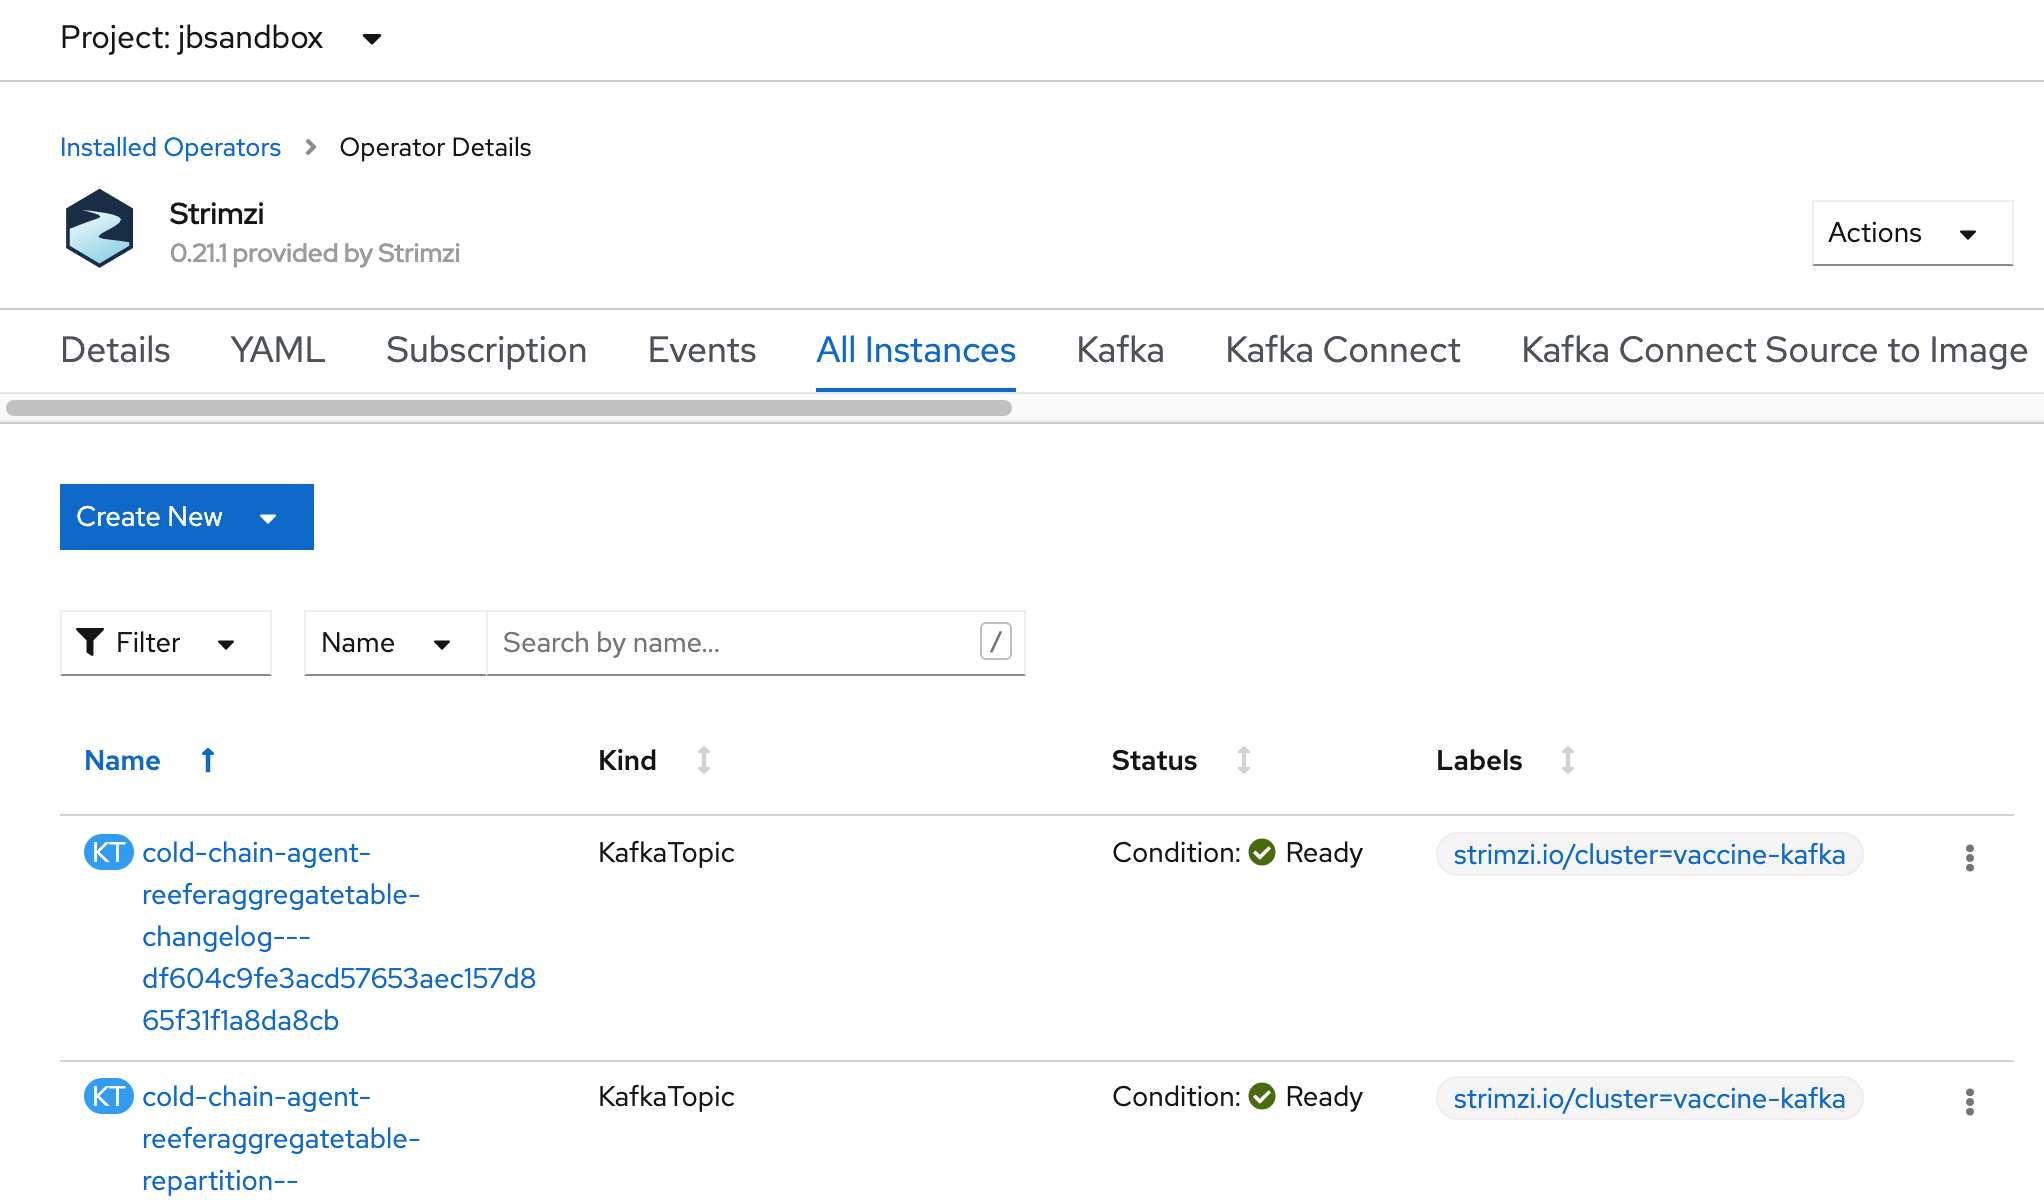 Project: jbsandbox
Installed Operators > Operator Details
Strimzi
0.21.1 provided by Strimzi
Actions
Details YAML Subscription Events All Instances Kafka Kafka Connect Kafka Connect Source to Image
Create New
Filter Name Search by name... /
Name Kind Status Labels
KT cold-chain-agent- KafkaTopic Condition: Ready strimzi.io/cluster=vaccine-kafka
reeferaggregatetable-
changelog---
df604c9fe3acd57653aec157d8
65f31f1a8da8cb
KT cold-chain-agent- KafkaTopic Condition: Ready strimzi.io/cluster=vaccine-kafka
reeferaggregatetable-
repartition--